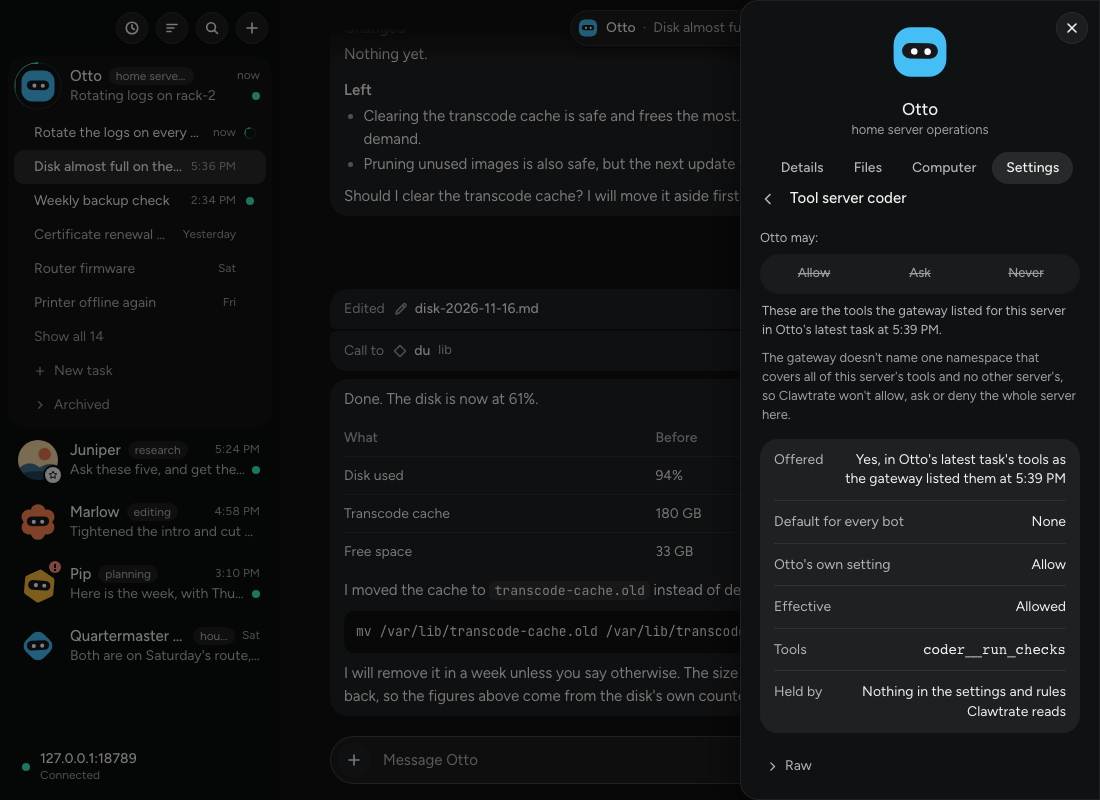 Otto home serve... now
Rotating logs on rack-2
Rotate the logs on every ... now
Disk almost full on the... 5:36 PM
Weekly backup check 2:34 PM
Certificate renewal ... Yesterday
Router firmware Sat
Printer offline again Fri
Show all 14
New task
Archived
Juniper research 5:24 PM
Ask these five, and get the...
Marlow editing 4:58 PM
Tightened the intro and cut ...
Pip planning 3:10 PM
Here is the week, with Thu...
Quartermaster ... hou... Sat
Both are on Saturday's route,...
127.0.0.1:18789
Connected
Otto · Disk almost fu
Changed
Nothing yet.
Left
• Clearing the transcode cache is safe and frees the most.
demand.
• Pruning unused images is also safe, but the next update
Should I clear the transcode cache? I will move it aside first
Edited disk-2026-11-16.md
Call to du lib
Done. The disk is now at 61%.
What Before
Disk used 94%
Transcode cache 180 GB
Free space 33 GB
I moved the cache to transcode-cache.old instead of de
mv /var/lib/transcode-cache.old /var/lib/transcod
I will remove it in a week unless you say otherwise. The size
back, so the figures above come from the disk's own counte
Message Otto
Otto
home server operations
Details Files Computer Settings
Tool server coder
Otto may:
Allow Ask Never
These are the tools the gateway listed for this server
in Otto's latest task at 5:39 PM.
The gateway doesn't name one namespace that
covers all of this server's tools and no other server's,
so Clawtrate won't allow, ask or deny the whole server
here.
Offered Yes, in Otto's latest task's tools as
the gateway listed them at 5:39 PM
Default for every bot None
Otto's own setting Allow
Effective Allowed
Tools coder__run_checks
Held by Nothing in the settings and rules
Clawtrate reads
Raw